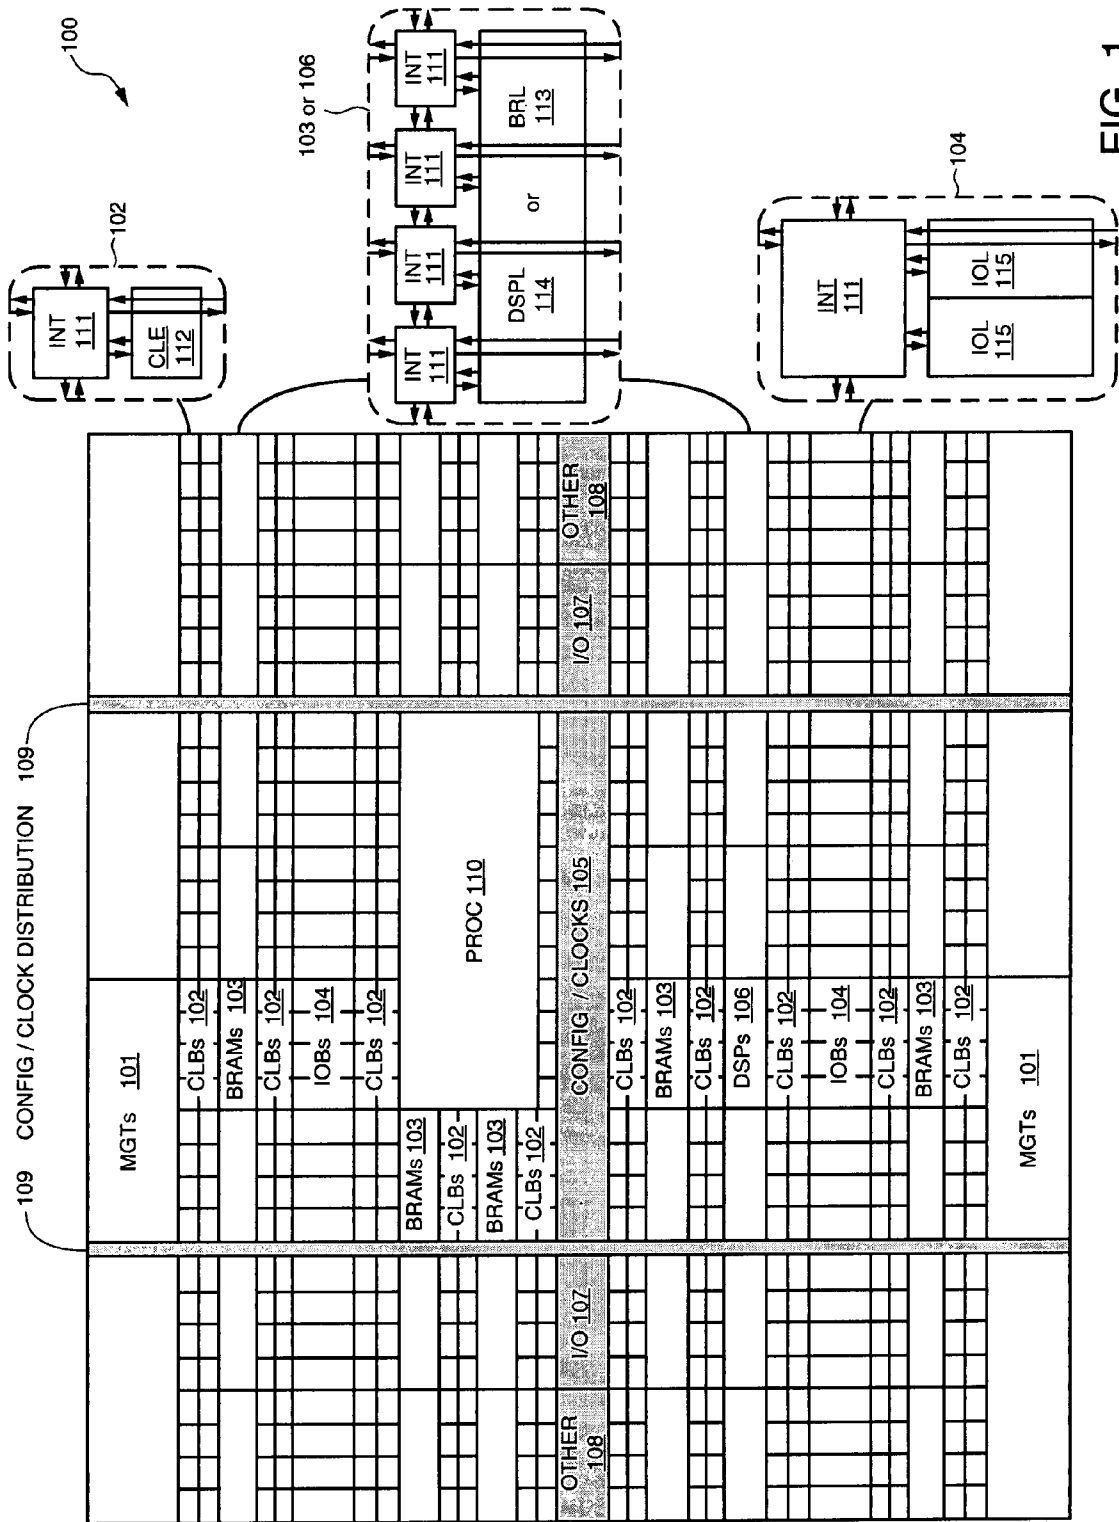 100
109 CONFIG / CLOCK DISTRIBUTION 109
MGTs 101
CLBs 102
BRAMs 103
CLBs 102
IOBs 104
CLBs 102
BRAMs 103
CLBs 102
BRAMs 103
CLBs 102
PROC 110
OTHER 108
I/O 107
CONFIG / CLOCKS 105
I/O 107
OTHER 108
CLBs 102
BRAMs 103
CLBs 102
DSPs 106
CLBs 102
IOBs 104
CLBs 102
BRAMs 103
CLBs 102
MGTs 101
102
INT 111
CLE 112
103 or 106
INT 111
INT 111
INT 111
INT 111
DSPL 114
or
BRL 113
104
INT 111
IOL 115
IOL 115
FIG. 1